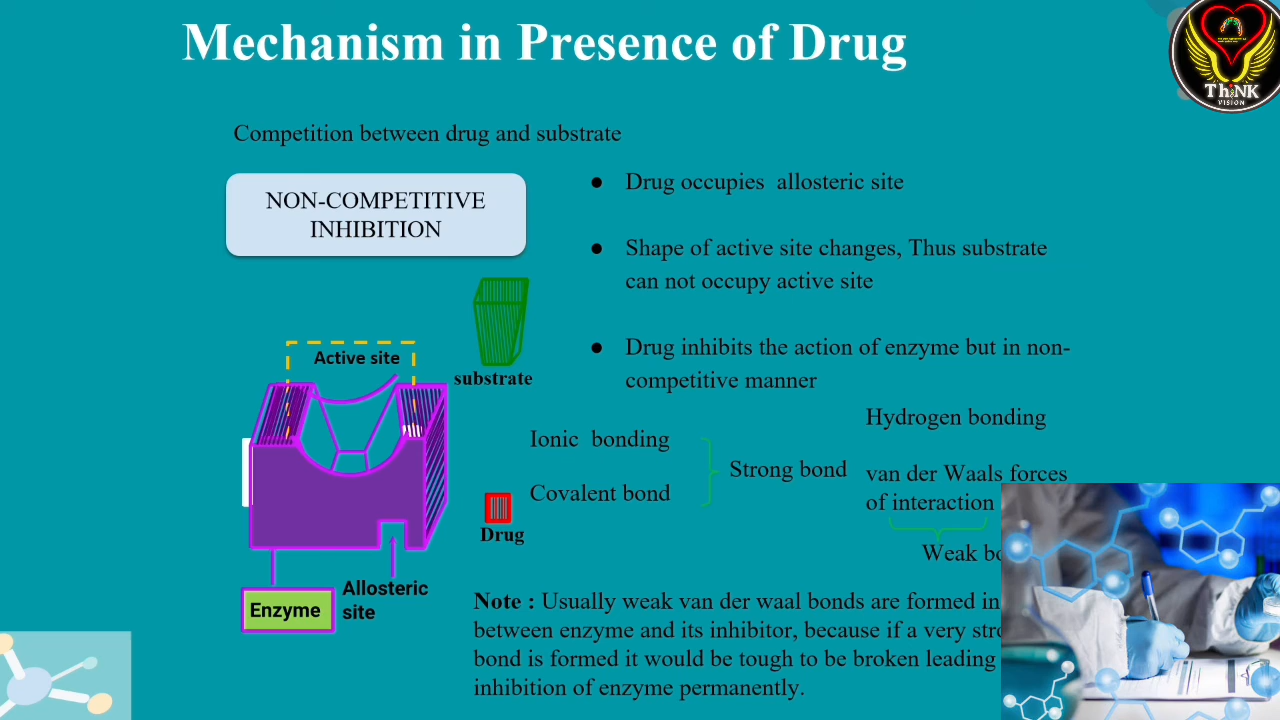 Mechanism in Presence of Drug
ThiNK
VISION
Competition between drug and substrate
NON-COMPETITIVE
INHIBITION
● Drug occupies allosteric site
● Shape of active site changes, Thus substrate
can not occupy active site
● Drug inhibits the action of enzyme but in non-
competitive manner
Active site
substrate
Ionic bonding
Covalent bond
Strong bond
Hydrogen bonding
van der Waals forces
of interaction
Weak
Drug
Enzyme
Allosteric
site
Note : Usually weak van der waal bonds are formed in
between enzyme and its inhibitor, because if a very
bond is formed it would be tough to be broken leading
inhibition of enzyme permanently.